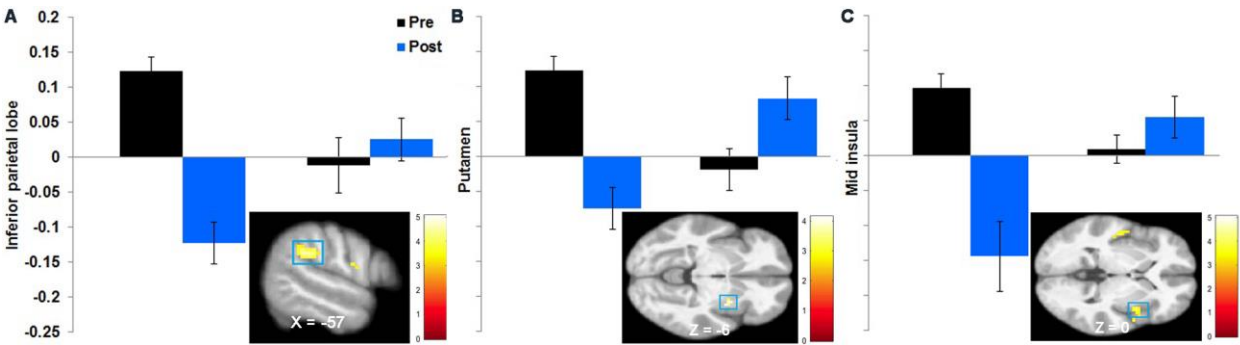 A
Inferior parietal lobe
0.2
0.15
0.1
0.05
0
-0.05
-0.1
-0.15
-0.2
-0.25
Pre
Post
X = -57
5
4
3
2
1
0
B
Putamen
Z = -6
4
3
2
1
0
C
Mid insula
Z = 0
5
4
3
2
1
0